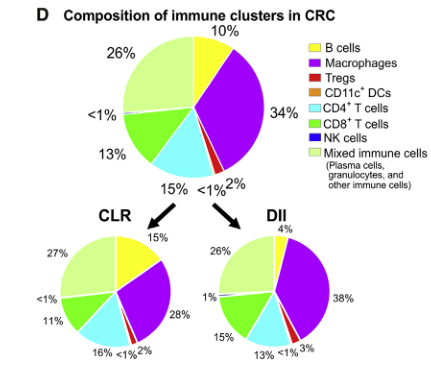 D Composition of immune clusters in CRC
10%
26%
<1%
34%
13%
15% <1% 2%
B cells
Macrophages
Tregs
CD11c⁺ DCs
CD4⁺ T cells
CD8⁺ T cells
NK cells
Mixed immune cells
(Plasma cells,
granulocytes, and
other immune cells)
CLR
15%
27%
<1%
28%
11%
16% <1% 2%
DII
4%
26%
1%
38%
15%
13% <1% 3%